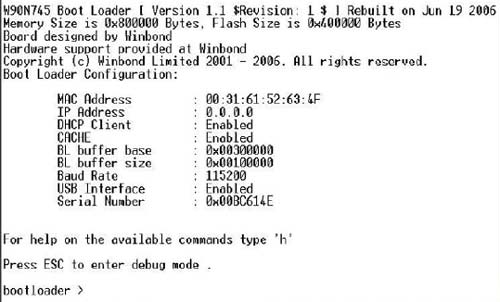 W90N745 Boot Loader [ Version 1.1 $Revision: 1 $ ] Rebuilt on Jun 19 2006
Memory Size is 0x800000 Bytes, Flash Size is 0x400000 Bytes
Board designed by Winbond
Hardware support provided at Winbond
Copyright (c) Winbond Limited 2001 - 2006. All rights reserved.
Boot Loader Configuration:
MAC Address : 00:31:61:52:63:4F
IP Address : 0.0.0.0
DHCP Client : Enabled
CACHE : Enabled
BL buffer base : 0x00300000
BL buffer size : 0x00100000
Baud Rate : 115200
USB Interface : Enabled
Serial Number : 0x00BC614E
For help on the available commands type 'h'
Press ESC to enter debug mode .
bootloader >